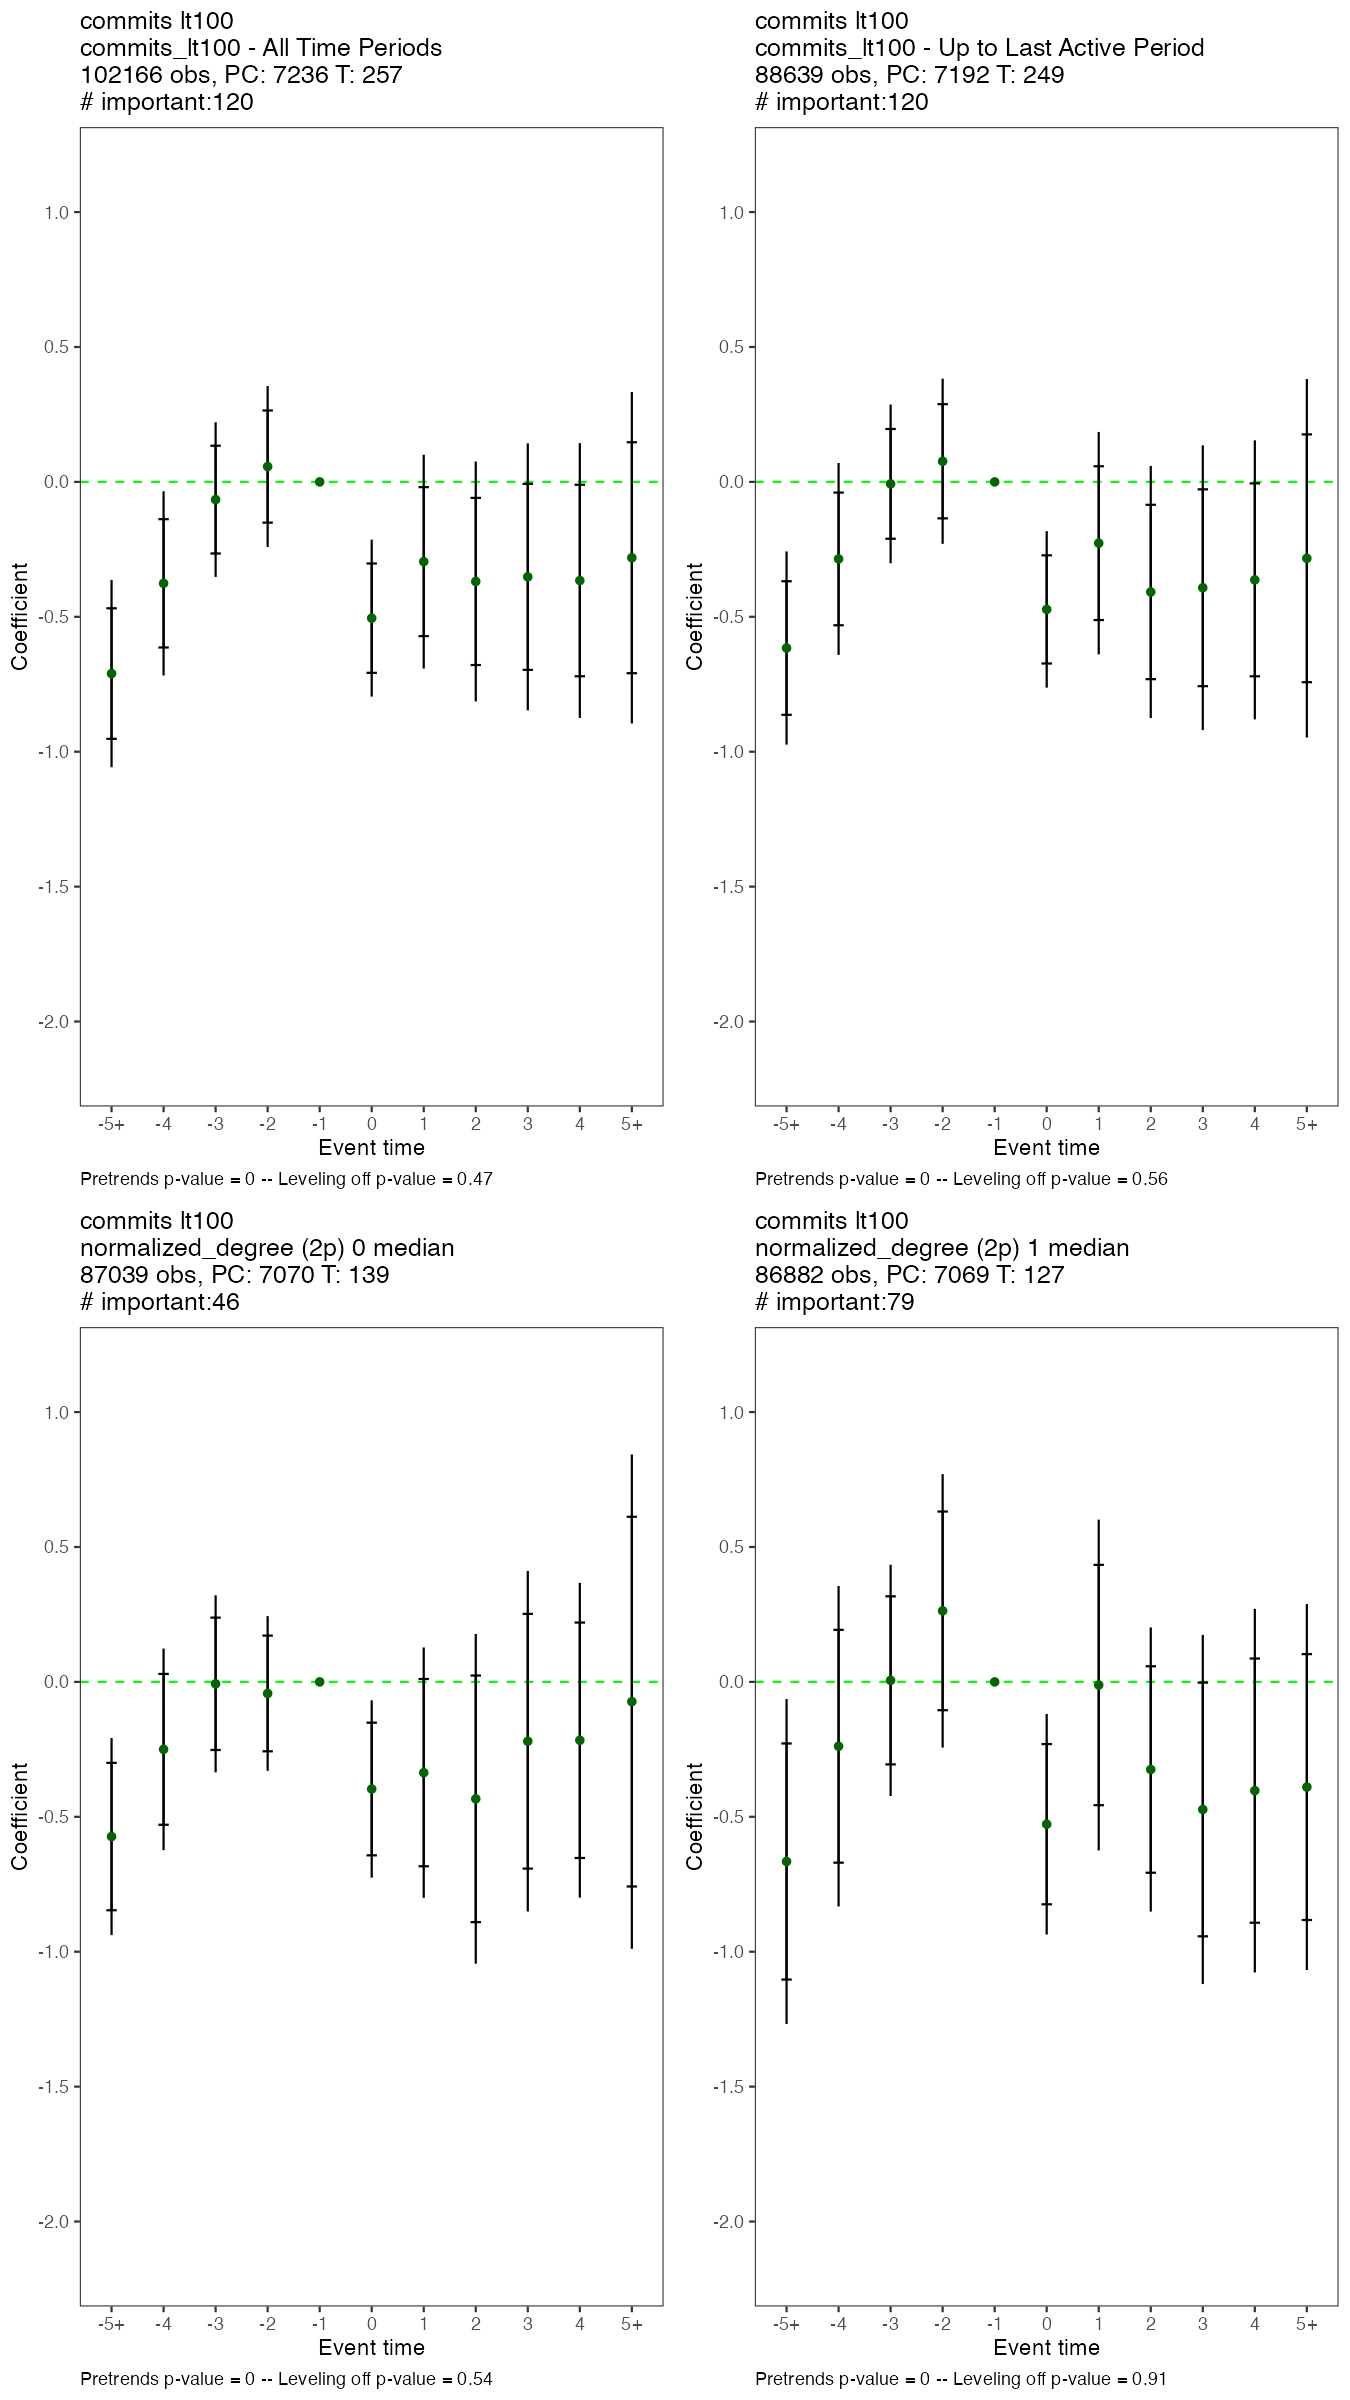 commits lt100
commits_lt100 - All Time Periods
102166 obs, PC: 7236 T: 257
# important:120
1.0
0.5
0.0
-0.5
-1.0
-1.5
-2.0
Coefficient
-5+ -4 -3 -2 -1 0 1 2 3 4 5+
Event time
Pretrends p-value = 0 -- Leveling off p-value = 0.47
commits lt100
commits_lt100 - Up to Last Active Period
88639 obs, PC: 7192 T: 249
# important:120
1.0
0.5
0.0
-0.5
-1.0
-1.5
-2.0
Coefficient
-5+ -4 -3 -2 -1 0 1 2 3 4 5+
Event time
Pretrends p-value = 0 -- Leveling off p-value = 0.56
commits lt100
normalized_degree (2p) 0 median
87039 obs, PC: 7070 T: 139
# important:46
1.0
0.5
0.0
-0.5
-1.0
-1.5
-2.0
Coefficient
-5+ -4 -3 -2 -1 0 1 2 3 4 5+
Event time
Pretrends p-value = 0 -- Leveling off p-value = 0.54
commits lt100
normalized_degree (2p) 1 median
86882 obs, PC: 7069 T: 127
# important:79
1.0
0.5
0.0
-0.5
-1.0
-1.5
-2.0
Coefficient
-5+ -4 -3 -2 -1 0 1 2 3 4 5+
Event time
Pretrends p-value = 0 -- Leveling off p-value = 0.91